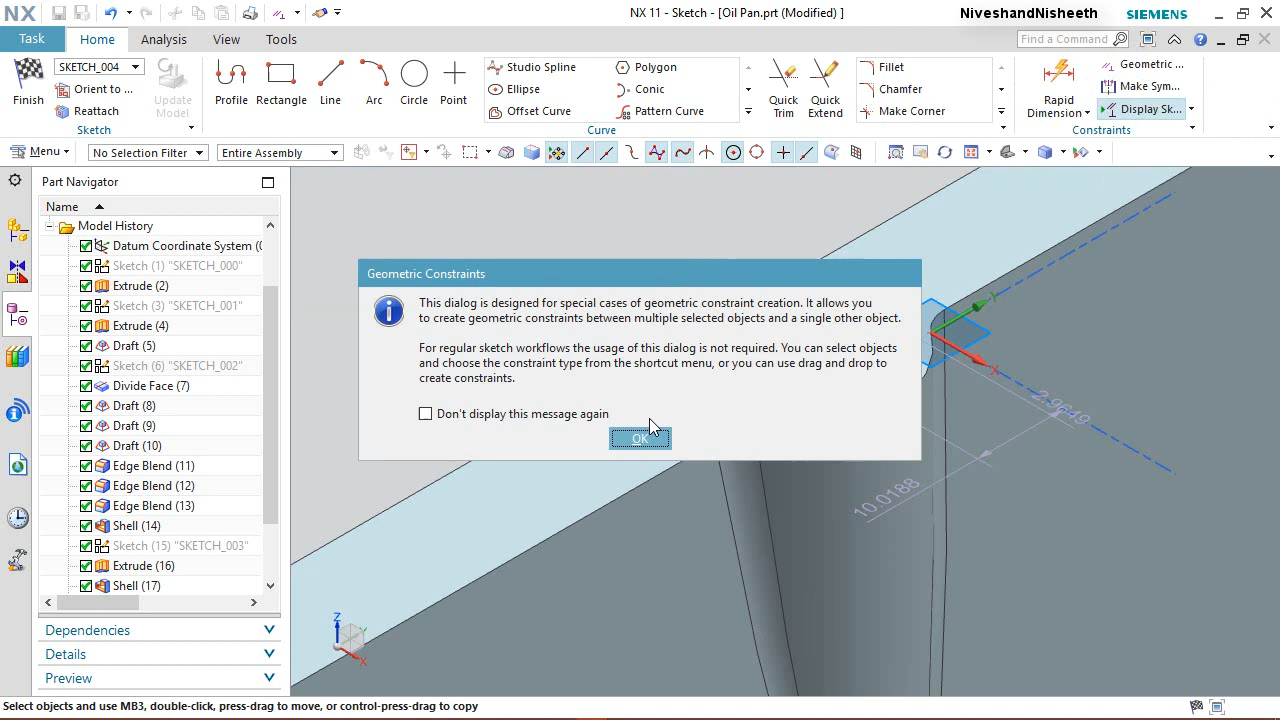 NX
Sketch
NX 11 - Sketch - [Oil Pan.prt (Modified) ]
NiveshandNisheeth
SIEMENS
Task
Home
Analysis
View
Tools
Find a Command
Finish
SKETCH_004
Orient to ...
Reattach
Update
Model
Sketch
Profile
Rectangle
Line
Arc
Circle
Point
Studio Spline
Ellipse
Offset Curve
Polygon
Conic
Pattern Curve
Quick
Trim
Quick
Extend
Fillet
Chamfer
Make Corner
Curve
Rapid
Dimension
Geometric ...
Make Sym...
Display Sk...
Constraints
Menu
No Selection Filter
Entire Assembly
Part Navigator
Name
Model History
Datum Coordinate System (0
Sketch (1) "SKETCH_000"
Extrude (2)
Sketch (3) "SKETCH_001"
Extrude (4)
Draft (5)
Sketch (6) "SKETCH_002
Divide Face (7)
Draft (8)
Draft (9)
Draft (10)
Edge Blend (11)
Edge Blend (12)
Edge Blend (13)
Shell (14)
Sketch (15) "SKETCH_003"
Extrude (16)
Shell (17)
Dependencies
Details
Preview
Geometric Constraints
This dialog is designed for special cases of geometric constraint creation. It allows you
to create geometric constraints between multiple selected objects and a single other object.
For regular sketch workflows the usage of this dialog is not required. You can select objects
and choose the constraint type from the shortcut menu, or you can use drag and drop to
create constraints.
Don't display this message again
OK
Y
X
2.9649
10.0188
Z
Y
X
Select objects and use MB3, double-click, press-drag to move, or control-press-drag to copy